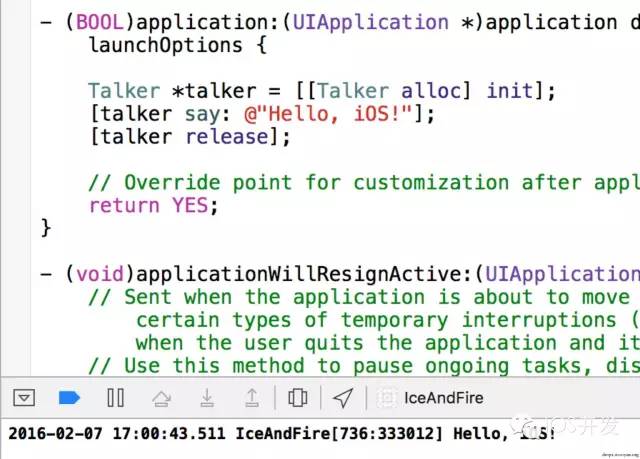 - (BOOL)application:(UIApplication *)application d
launchOptions {
Talker *talker = [[Talker alloc] init];
[talker say: @"Hello, iOS!"];
[talker release];
// Override point for customization after appl
return YES;
}
- (void)applicationWillResignActive:(UIApplication
// Sent when the application is about to move
certain types of temporary interruptions (
when the user quits the application and it
// Use this method to pause ongoing tasks, dis
IceAndFire
iOS开发
2016-02-07 17:00:43.511 IceAndFire[736:333012] Hello, iOS!